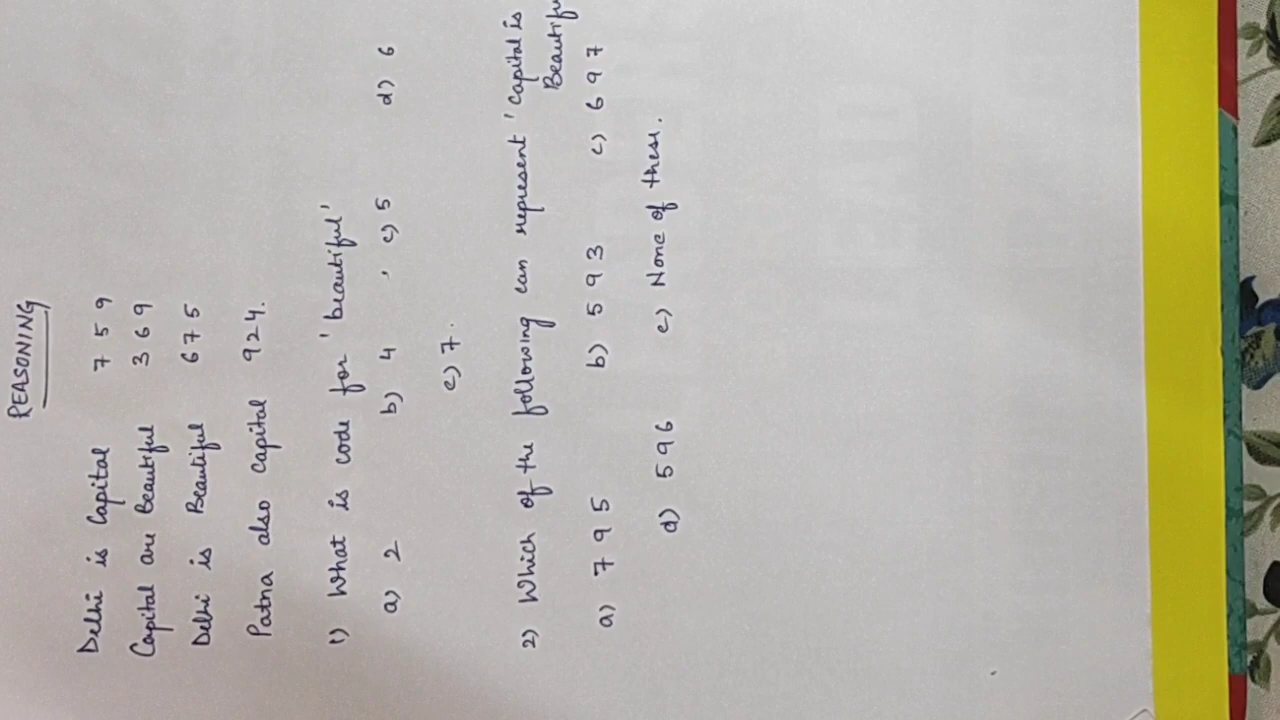 REASONING
Delhi is Capital 7 5 9
Capital are Beautiful 3 6 9
Delhi is Beautiful 6 7 5
Patna also Capital 9 2 4.
1) What is code for 'beautiful'
a) 2 b) 4 , c) 5 d) 6
e) 7.
2) Which of the following can represent 'Capital is
Beautifu
a) 7 9 5 b) 5 9 3 c) 6 9 7
d) 5 9 6 e) None of these.